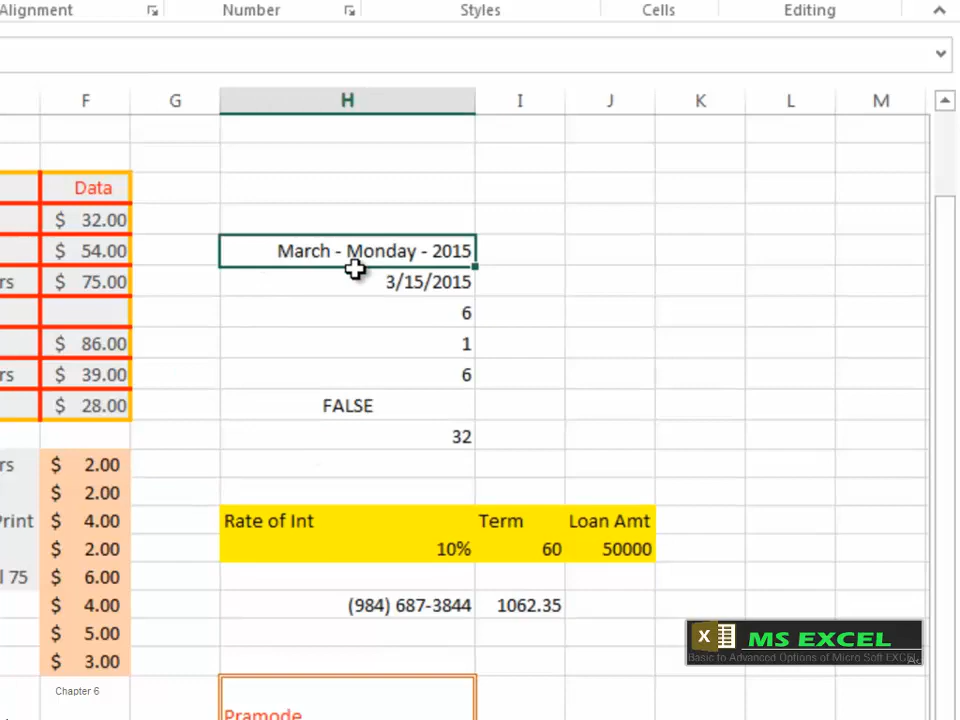 Alignment Number Styles Cells Editing
F G H I J K L M
Data
$ 32.00
$ 54.00 March - Monday - 2015
rs $ 75.00 3/15/2015
6
$ 86.00 1
rs $ 39.00 6
$ 28.00 FALSE
32
rs $ 2.00
$ 2.00
Print $ 4.00 Rate of Int Term Loan Amt
$ 2.00 10% 60 50000
l 75 $ 6.00
$ 4.00 (984) 687-3844 1062.35
$ 5.00
X MS EXCEL
Basic to Advanced Options of Micro Soft EXCEL
$ 3.00
Chapter 6
Pramode